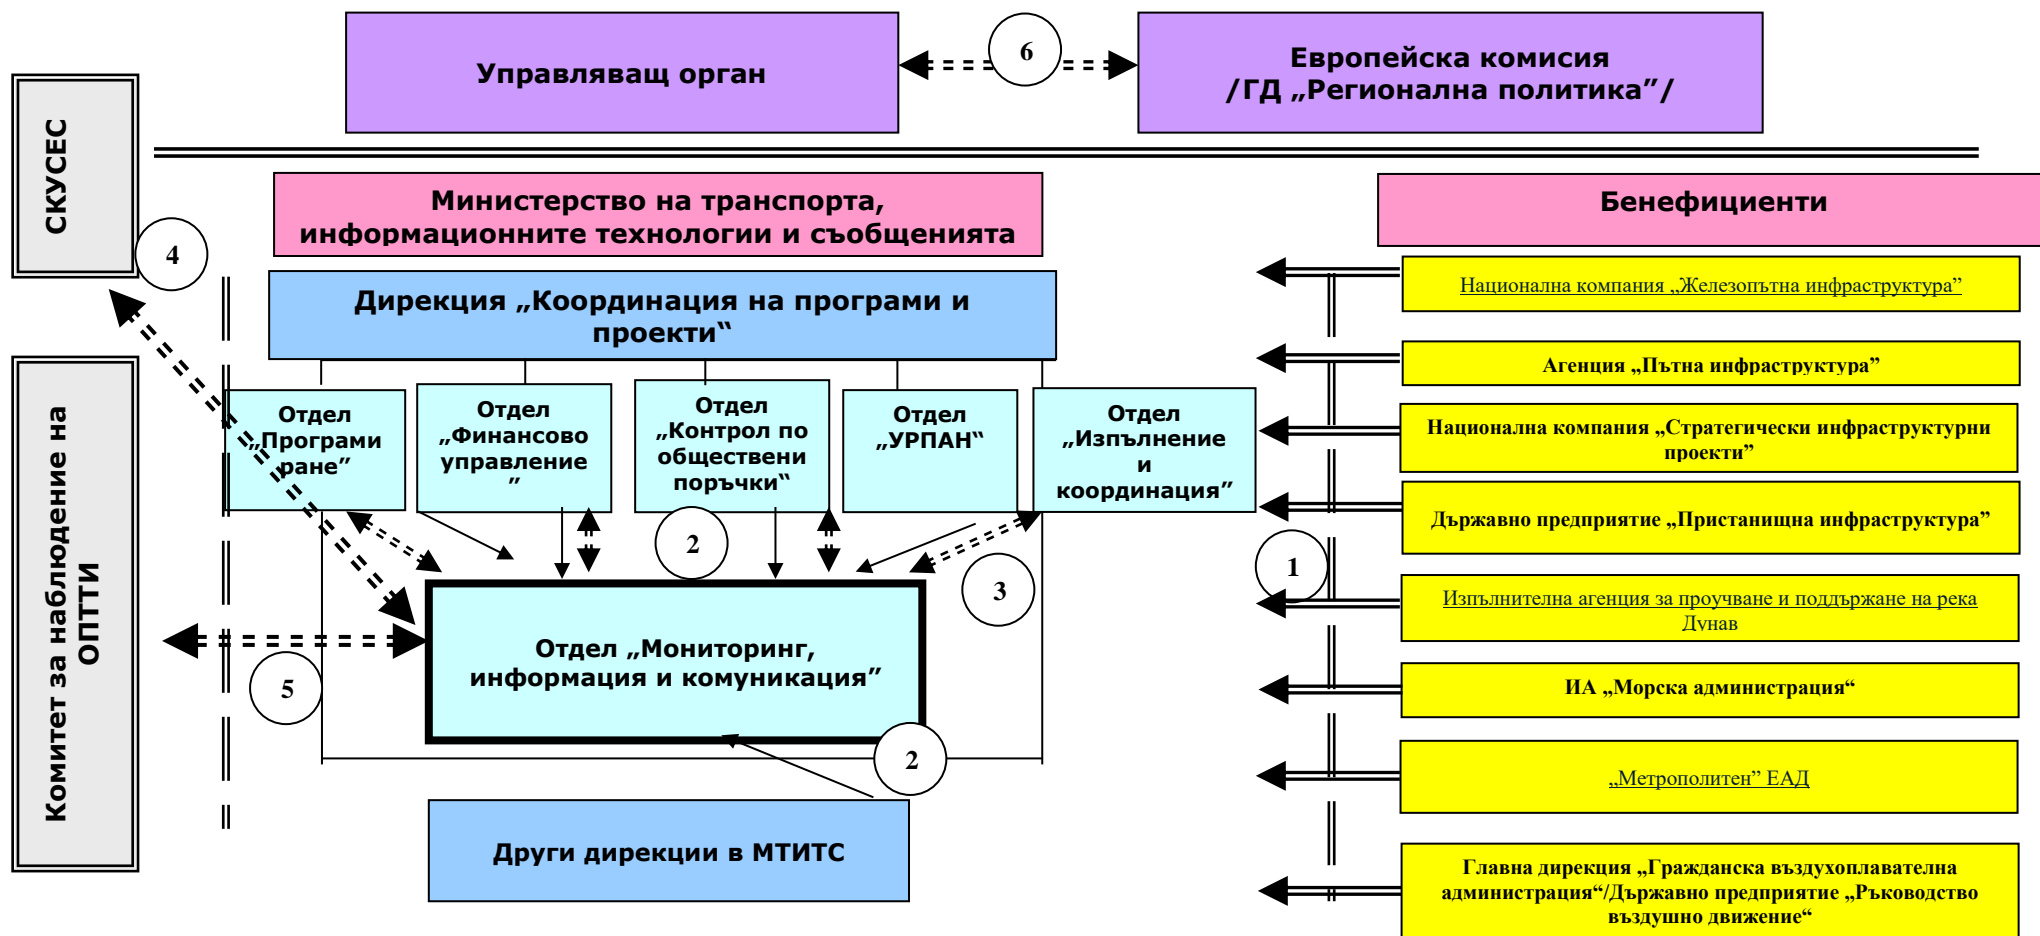 Управляващ орган
6
Европейска комисия
/ГД „Регионална политика”/
СКУСЕС
4
Министерство на транспорта,
информационните технологии и съобщенията
Бенефициенти
Дирекция „Координация на програми и
проекти“
Отдел
„Програми
ране”
Отдел
„Финансово
управление
”
Отдел
„Контрол по
обществени
поръчки“
Отдел
„УРПАН“
Отдел
„Изпълнение
и
координация”
2
3
1
Комитет за наблюдение на
ОПТТИ
5
Отдел „Мониторинг,
информация и комуникация”
2
Други дирекции в МТИТС
Национална компания „Железопътна инфраструктура”
Агенция „Пътна инфраструктура”
Национална компания „Стратегически инфраструктурни
проекти”
Държавно предприятие „Пристанищна инфраструктура”
Изпълнителна агенция за проучване и поддържане на река
Дунав
ИА „Морска администрация“
„Метрополитен” ЕАД
Главна дирекция „Гражданска въздухоплавателна
администрация“/Държавно предприятие „Ръководство
въздушно движение“